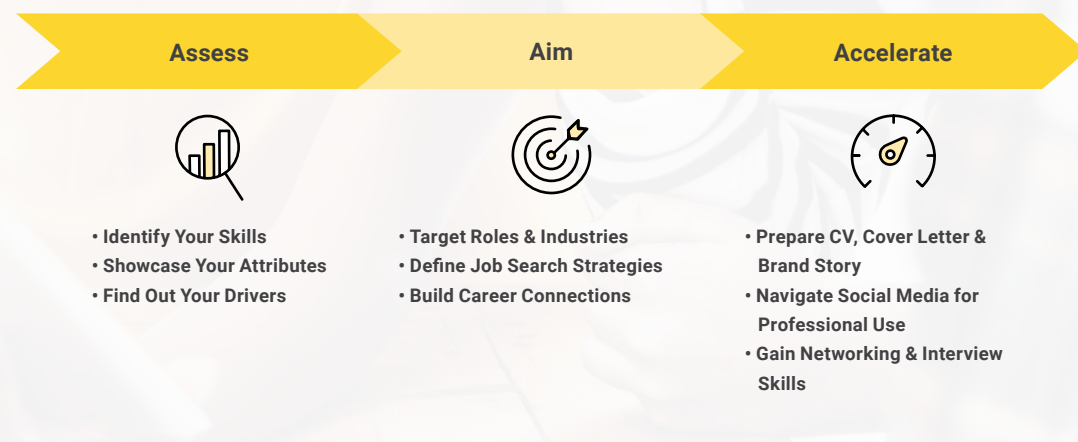 Assess
Aim
Accelerate
• Identify Your Skills
• Showcase Your Attributes
• Find Out Your Drivers
• Target Roles & Industries
• Define Job Search Strategies
• Build Career Connections
• Prepare CV, Cover Letter &
Brand Story
• Navigate Social Media for
Professional Use
• Gain Networking & Interview
Skills